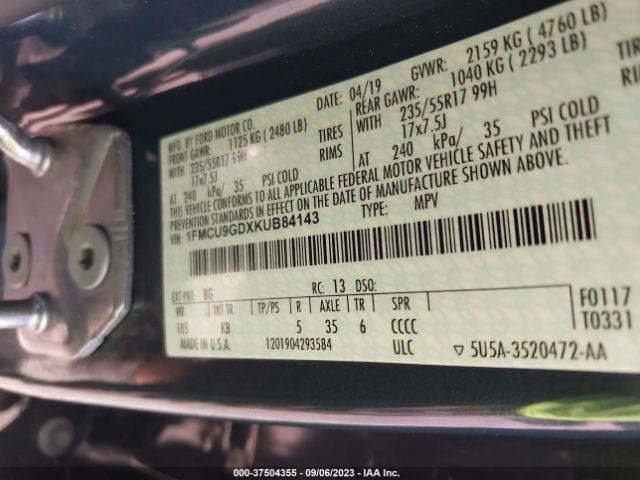 MFD. BY FORD MOTOR CO. DATE: 04/19 GVWR: 2159 KG ( 4760 LB)
FRONT GAWR: 1125 KG ( 2480 LB) REAR GAWR: 1040 KG ( 2293 LB)
WITH 235/55R17 99H TIRES WITH 235/55R17 99H
17x7.5J RIMS 17x7.5J
AT 240 kPa/ 35 PSI COLD AT 240 kPa/ 35 PSI COLD
THIS VEHICLE CONFORMS TO ALL APPLICABLE FEDERAL MOTOR VEHICLE SAFETY AND THEFT
PREVENTION STANDARDS IN EFFECT ON THE DATE OF MANUFACTURE SHOWN ABOVE.
VIN: 1FMCU9GDXKUB84143 TYPE: MPV
EXT PNT: BG RC: 13 DSO: F0117
WB INT TR TP/PS R AXLE TR SPR T0331
105 KB 5 35 6 CCCC
MADE IN U.S.A. 1201904293584 ULC ▽ 5U5A-3520472-AA
000-37504355 - 09/06/2023 - IAA Inc.